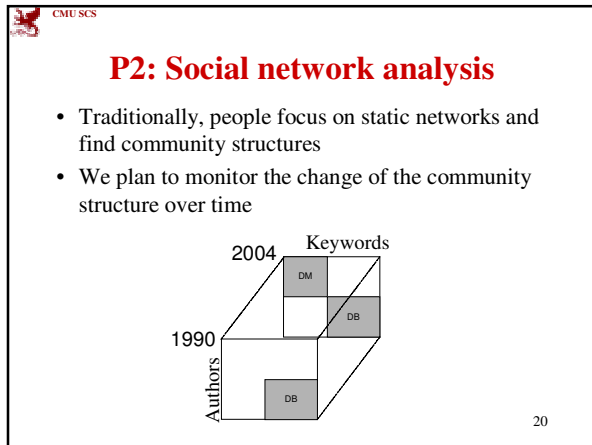 CMU SCS
P2: Social network analysis
• Traditionally, people focus on static networks and
find community structures
• We plan to monitor the change of the community
structure over time
Keywords
2004
DM
DB
1990
Authors
DB
20